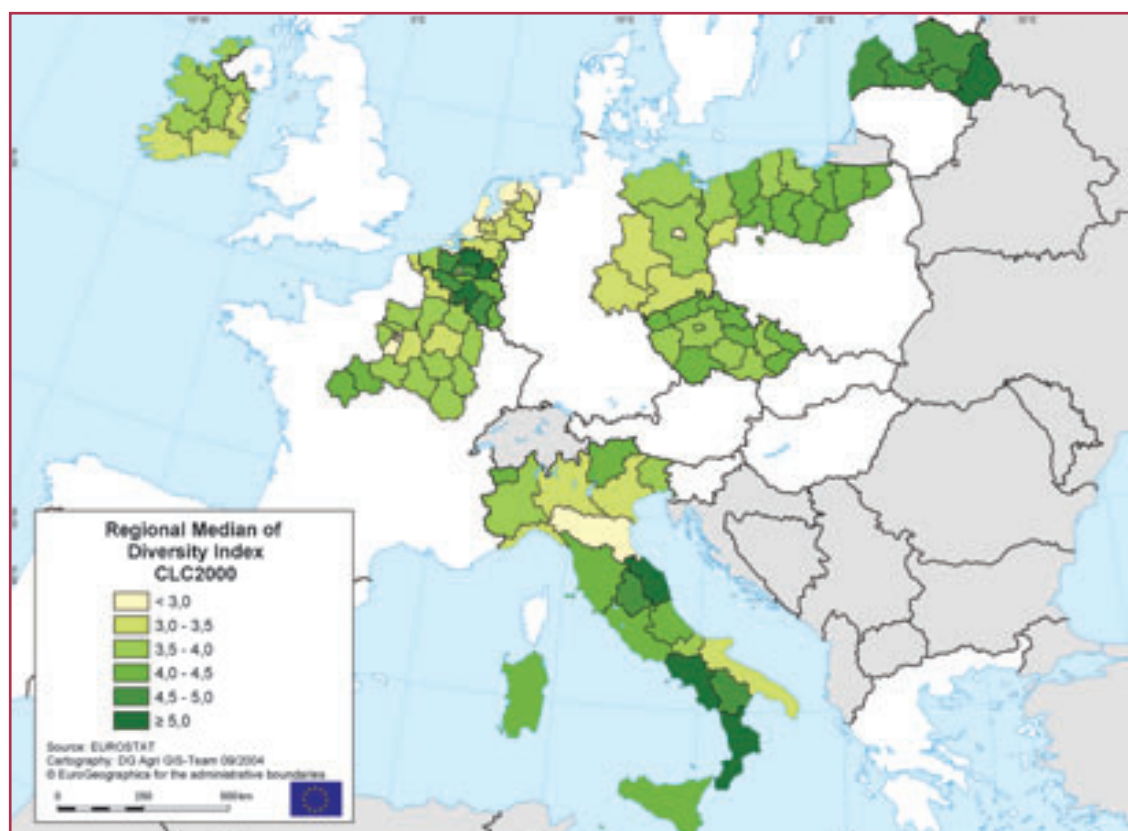 Regional Median of
Diversity Index
CLC2000
< 3,0
3,0 - 3,5
3,5 - 4,0
4,0 - 4,5
4,5 - 5,0
≥ 5,0
Source: EUROSTAT
Cartography: DG Agri GIS-Team 09/2004
© EuroGeographics for the administrative boundaries
0 250 500 km